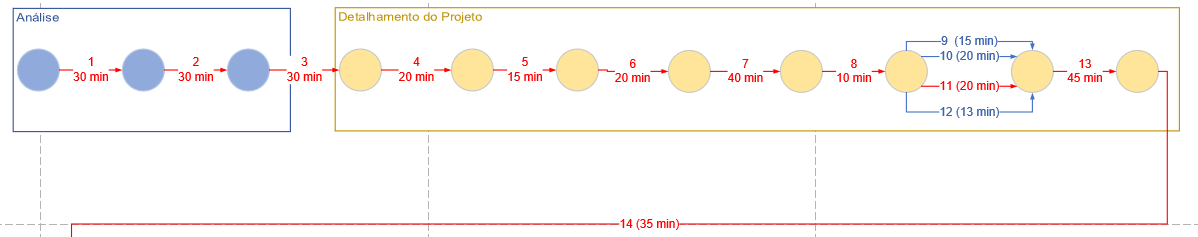 Análise
Detalhamento do Projeto
1
30 min
2
30 min
3
30 min
4
20 min
5
15 min
6
20 min
7
40 min
8
10 min
9 (15 min)
10 (20 min)
11 (20 min)
12 (13 min)
13
45 min
14 (35 min)